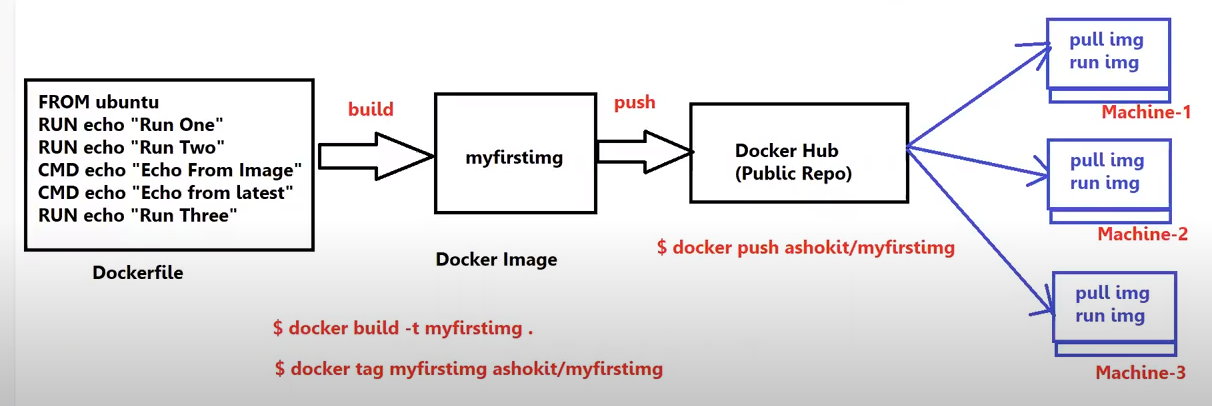 FROM ubuntu
RUN echo "Run One"
RUN echo "Run Two"
CMD echo "Echo From Image"
CMD echo "Echo from latest"
RUN echo "Run Three"
Dockerfile
build
myfirstimg
Docker Image
push
Docker Hub
(Public Repo)
$ docker push ashokit/myfirstimg
$ docker build -t myfirstimg .
$ docker tag myfirstimg ashokit/myfirstimg
pull img
run img
Machine-1
pull img
run img
Machine-2
pull img
run img
Machine-3